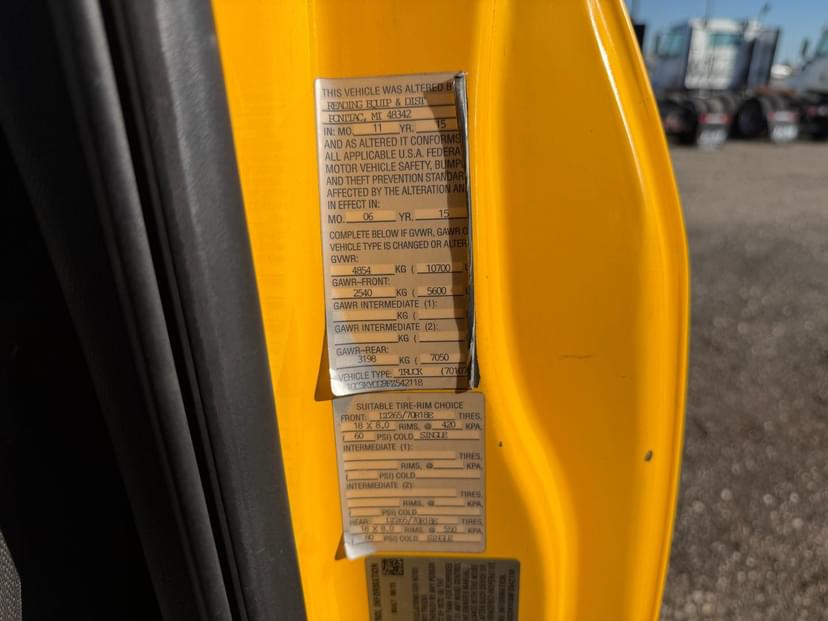 THIS VEHICLE WAS ALTERED B
READING EQUIP & DIST
PONTIAC, MI 48342
IN: MO. 11 YR. 15
AND AS ALTERED IT CONFORMS
ALL APPLICABLE U.S.A. FEDERA
MOTOR VEHICLE SAFETY, BUMP
AND THEFT PREVENTION STANDAR
AFFECTED BY THE ALTERATION AN
IN EFFECT IN:
MO. 06 YR. 15
COMPLETE BELOW IF GVWR, GAWR O
VEHICLE TYPE IS CHANGED OR ALTER
GVWR:
4854 KG ( 10700
GAWR–FRONT:
2540 KG ( 5600
GAWR INTERMEDIATE (1):
KG (
GAWR INTERMEDIATE (2):
KG (
GAWR–REAR:
3198 KG ( 7050
VEHICLE TYPE: TRUCK (7010
SUITABLE TIRE-RIM CHOICE
FRONT: LT265/70R18E TIRES,
18 X 8.0 RIMS, @ 420 KPA,
( 60 PSI) COLD SINGLE
INTERMEDIATE (1):
TIRES,
RIMS, @ KPA,
( PSI) COLD
INTERMEDIATE (2):
TIRES,
RIMS, @ KPA,
( PSI) COLD
REAR: LT265/70R18E TIRES,
18 X 8.0 RIMS, @ 550 KPA,
( 80 PSI) COLD SINGLE